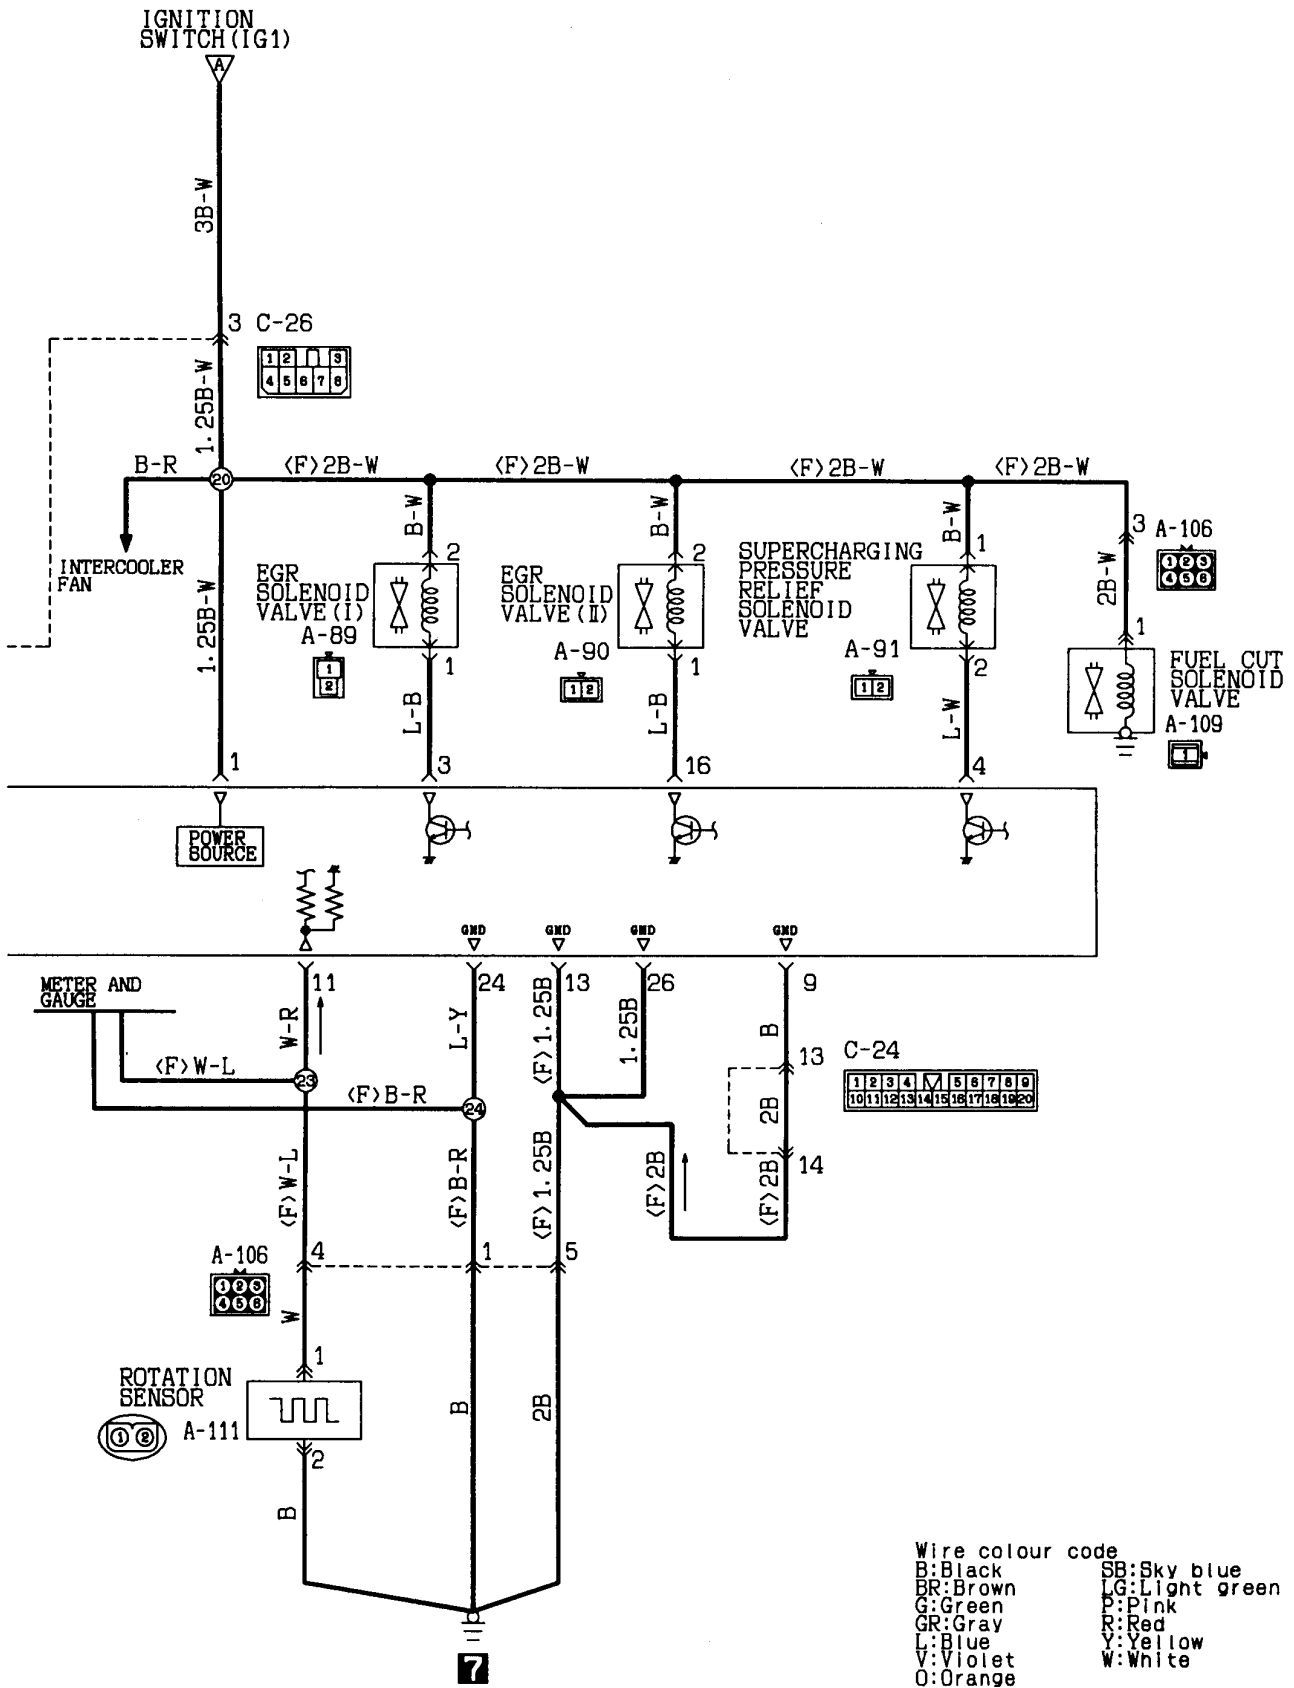 IGNITION
SWITCH(IG1)
A
3B-W
3 C-26
1 2 3
4 5 6 7 8
1.25B-W
B-R
20
<F>2B-W
<F>2B-W
<F>2B-W
<F>2B-W
INTERCOOLER
FAN
1.25B-W
B-W
2
EGR
SOLENOID
VALVE(I)
A-89
1
2
1
L-B
B-W
2
EGR
SOLENOID
VALVE(II)
A-90
1 2
1
L-B
B-W
1
SUPERCHARGING
PRESSURE
RELIEF
SOLENOID
VALVE
A-91
1 2
2
L-W
3 A-106
1 2 3
4 5 6
2B-W
1
FUEL CUT
SOLENOID
VALVE
A-109
1
1
3
16
4
POWER
SOURCE
GND
GND
GND
GND
11
24
13
26
9
METER AND
GAUGE
W-R
L-Y
<F>1.25B
1.25B
B
<F>W-L
23
<F>B-R
24
13 C-24
1 2 3 4 5 6 7 8 9
10 11 12 13 14 15 16 17 18 19 20
2B
14
<F>W-L
<F>B-R
<F>1.25B
<F>2B
<F>2B
A-106
4
1
5
1 2 3
4 5 6
W
1
ROTATION
SENSOR
1 2
A-111
2
B
B
2B
7
Wire colour code
B:Black SB:Sky blue
BR:Brown LG:Light green
G:Green P:Pink
GR:Gray R:Red
L:Blue Y:Yellow
V:Violet W:White
O:Orange